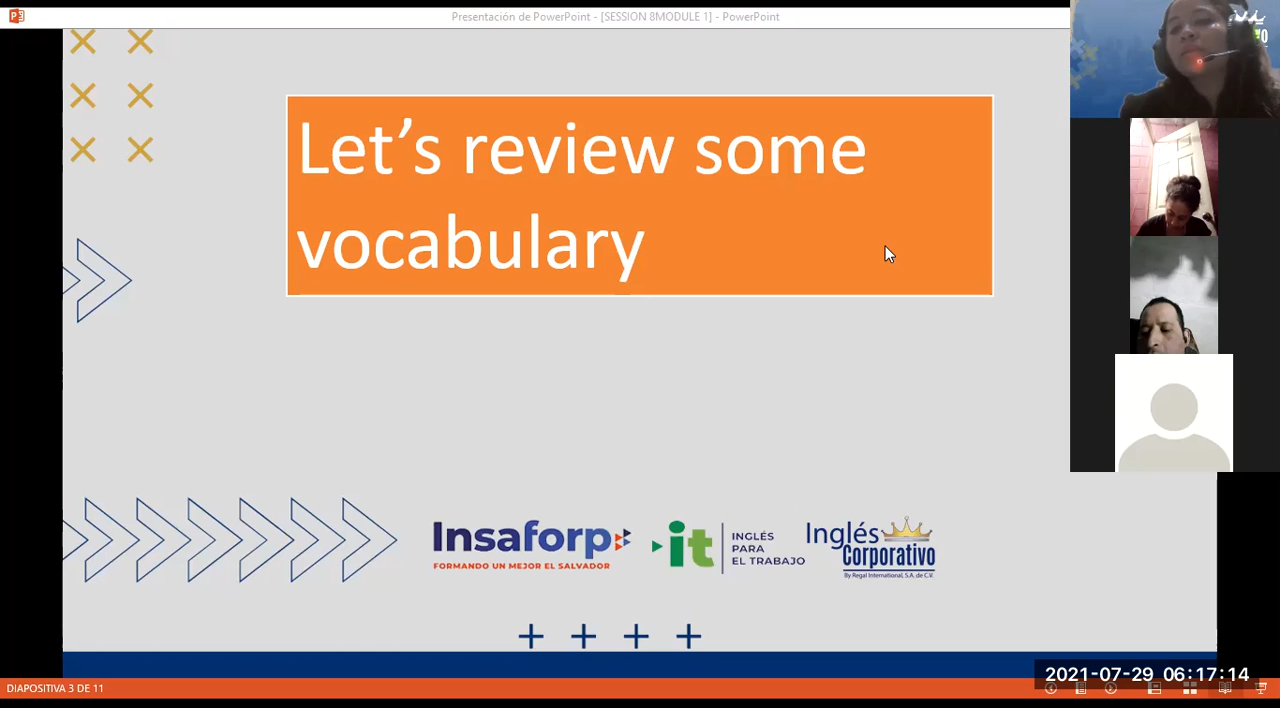 Presentación de PowerPoint - [SESSION 8MODULE 1] - PowerPoint
Let's review some
vocabulary
Insaforp
FORMANDO UN MEJOR EL SALVADOR
it
INGLÉS
PARA
EL TRABAJO
Inglés
Corporativo
By Regal International, S.A. de C.V.
2021-07-29 06:17:14
DIAPOSITIVA 3 DE 11